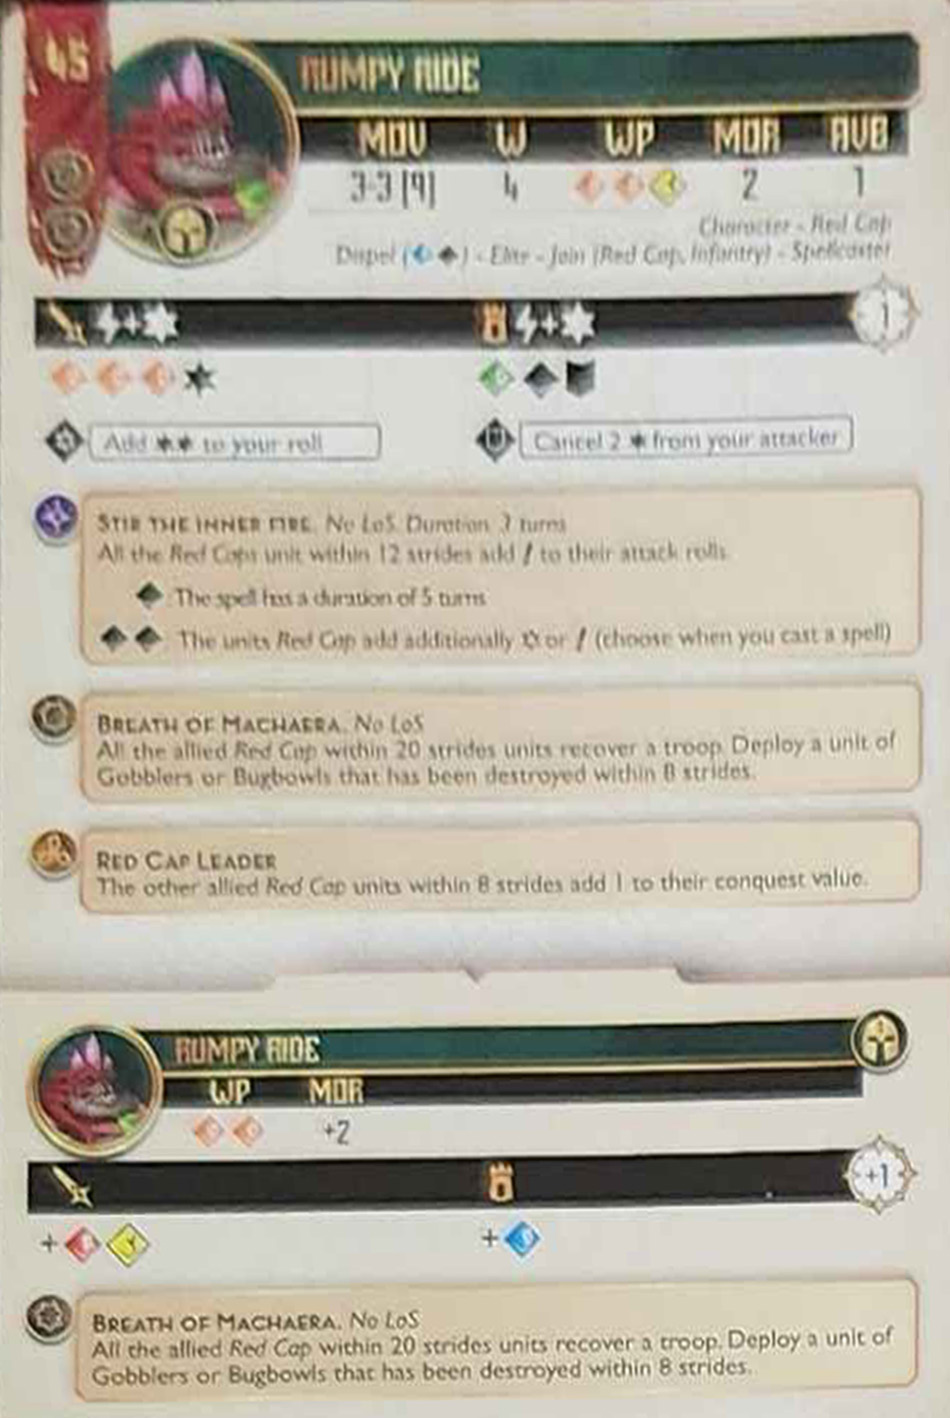 45
RUMPY RIDE
MOV W WP MOR AVB
3-3 [9] 4 2 1
Character - Red Cap
Dispel ( ) - Elite - Join (Red Cap, Infantry) - Spellcaster
+ + 1
Add to your roll
Cancel 2 from your attacker
STIR THE INNER FIRE. No LoS. Duration turns
All the Red Caps unit within 12 strides add to their attack rolls.
The spell has a duration of 5 turns
The units Red Cap add additionally or (choose when you cast a spell)
BREATH OF MACHAERA. No LoS
All the allied Red Cap within 20 strides units recover a troop. Deploy a unit of
Gobblers or Bugbowls that has been destroyed within 8 strides.
RED CAP LEADER
The other allied Red Cap units within 8 strides add 1 to their conquest value.
RUMPY RIDE
WP MOR
+2
+1
+ +
BREATH OF MACHAERA. No LoS
All the allied Red Cap within 20 strides units recover a troop. Deploy a unit of
Gobblers or Bugbowls that has been destroyed within 8 strides.